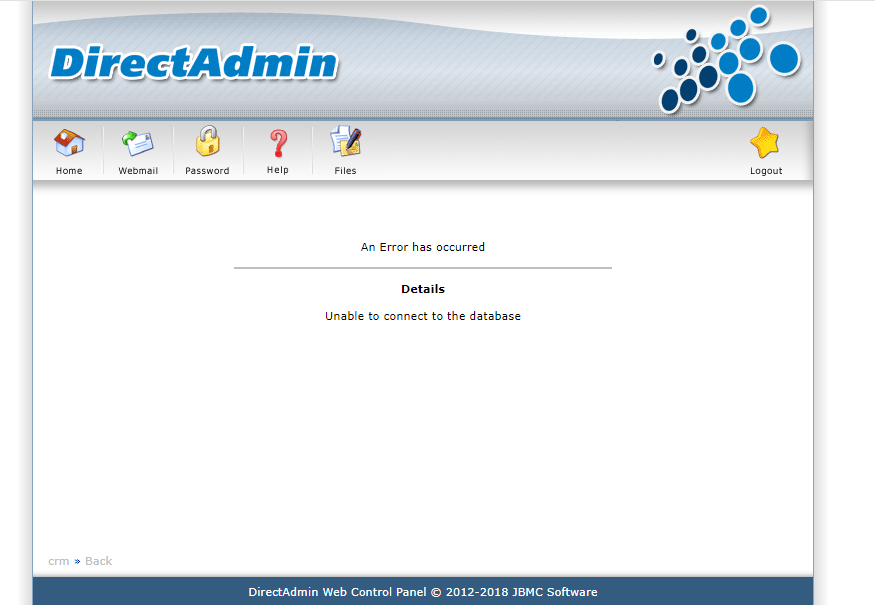 DirectAdmin
Home Webmail Password Help Files Logout
An Error has occurred
Details
Unable to connect to the database
crm » Back
DirectAdmin Web Control Panel © 2012-2018 JBMC Software